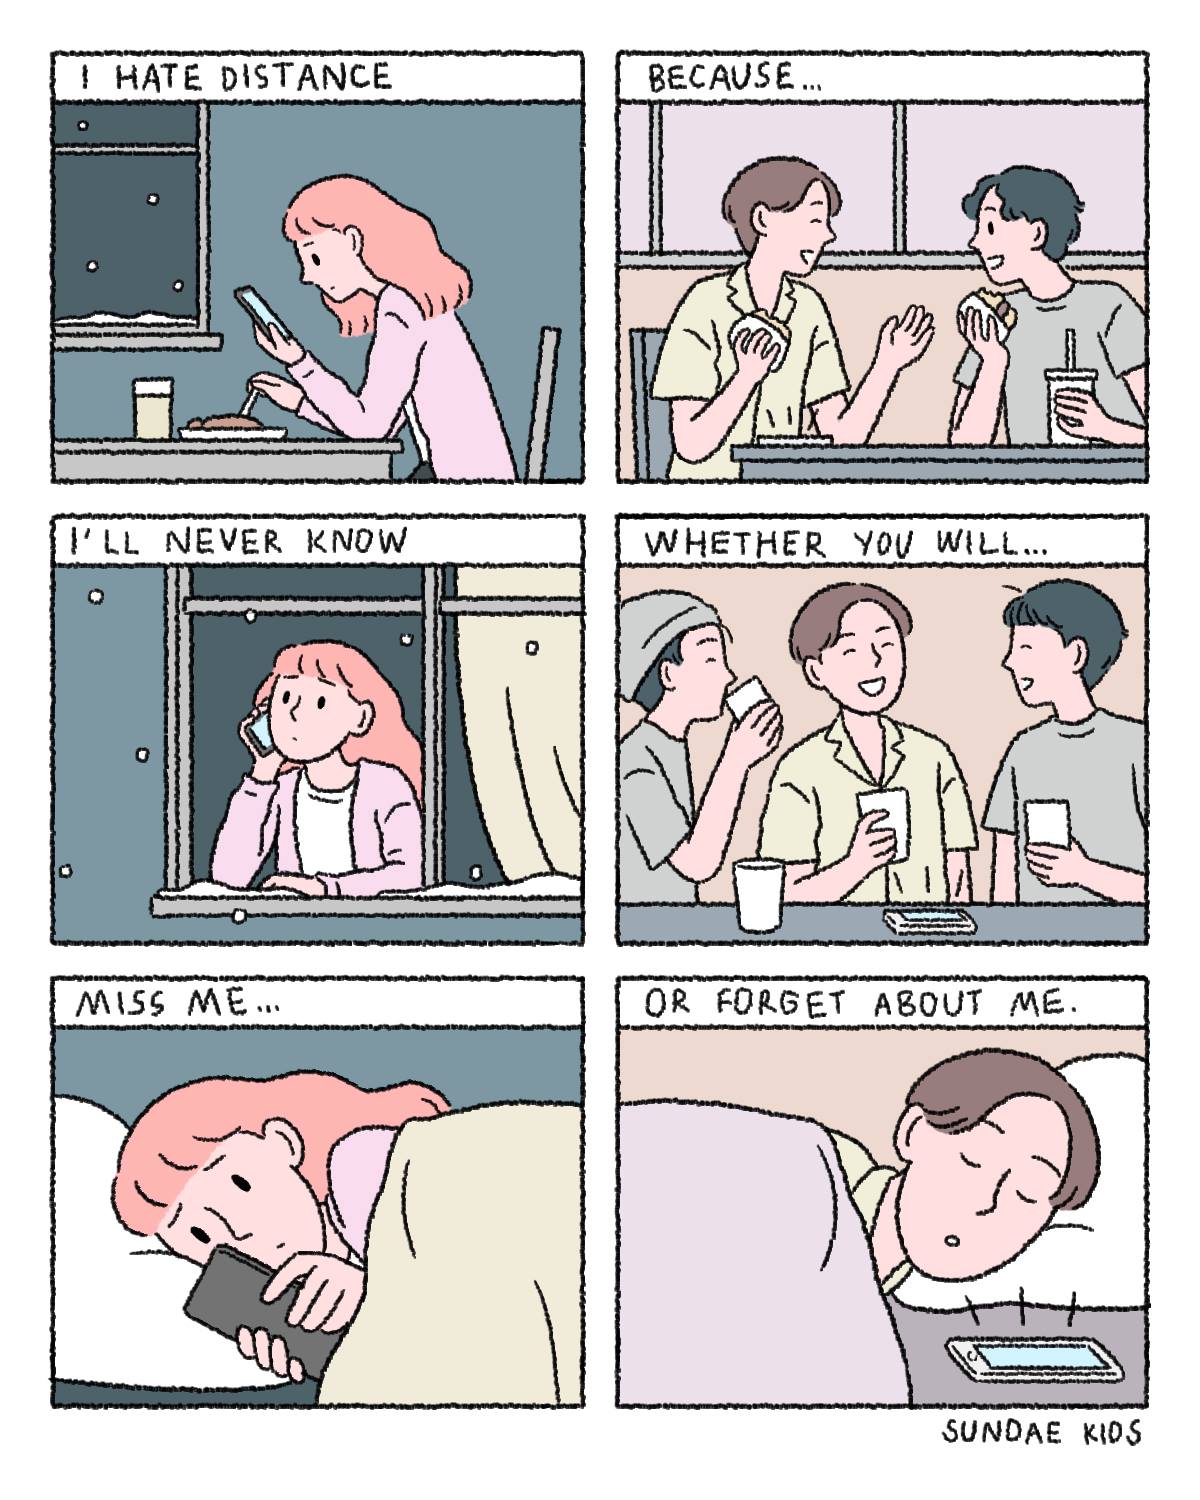 I HATE DISTANCE
BECAUSE...
I'LL NEVER KNOW
WHETHER YOU WILL...
MISS ME...
OR FORGET ABOUT ME.
SUNDAE KIDS